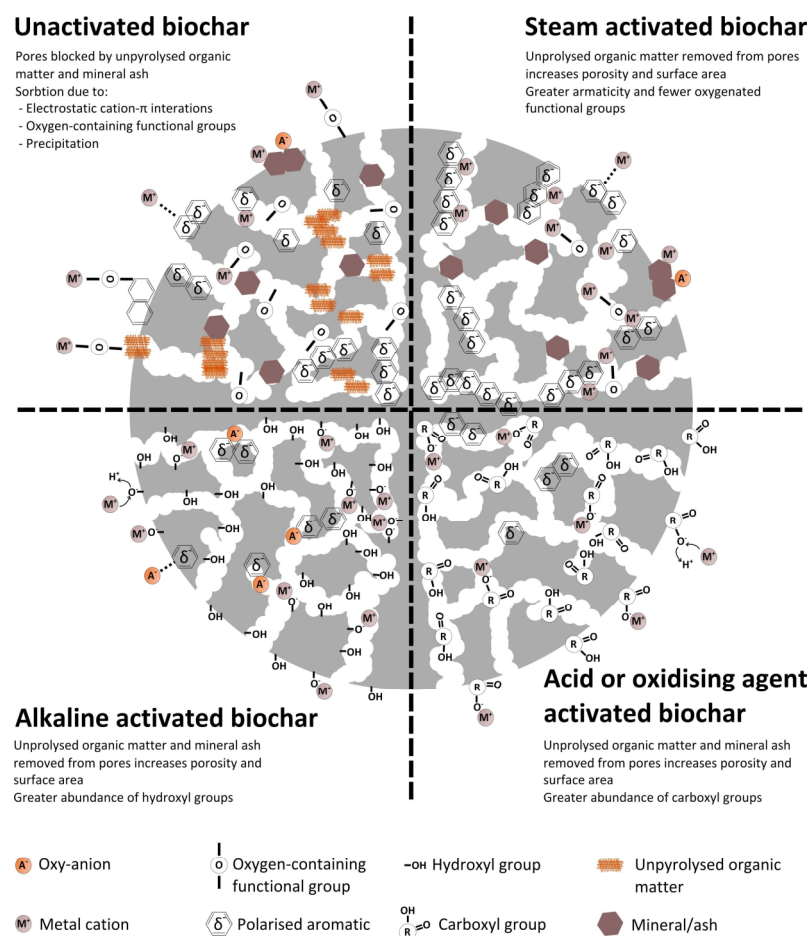 Unactivated biochar
Pores blocked by unpyrolysed organic
matter and mineral ash
Sorbtion due to:
- Electrostatic cation-π interations
- Oxygen-containing functional groups
- Precipitation
Steam activated biochar
Unprolysed organic matter removed from pores
increases porosity and surface area
Greater armaticity and fewer oxygenated
functional groups
Alkaline activated biochar
Unprolysed organic matter and mineral ash
removed from pores increases porosity and
surface area
Greater abundance of hydroxyl groups
Acid or oxidising agent
activated biochar
Unprolysed organic matter and mineral ash
removed from pores increases porosity and
surface area
Greater abundance of carboxyl groups
A⁻ Oxy-anion
O Oxygen-containing
functional group
–OH Hydroxyl group
Unpyrolysed organic
matter
M⁺ Metal cation
δ⁻ Polarised aromatic
OH
R=O Carboxyl group
Mineral/ash